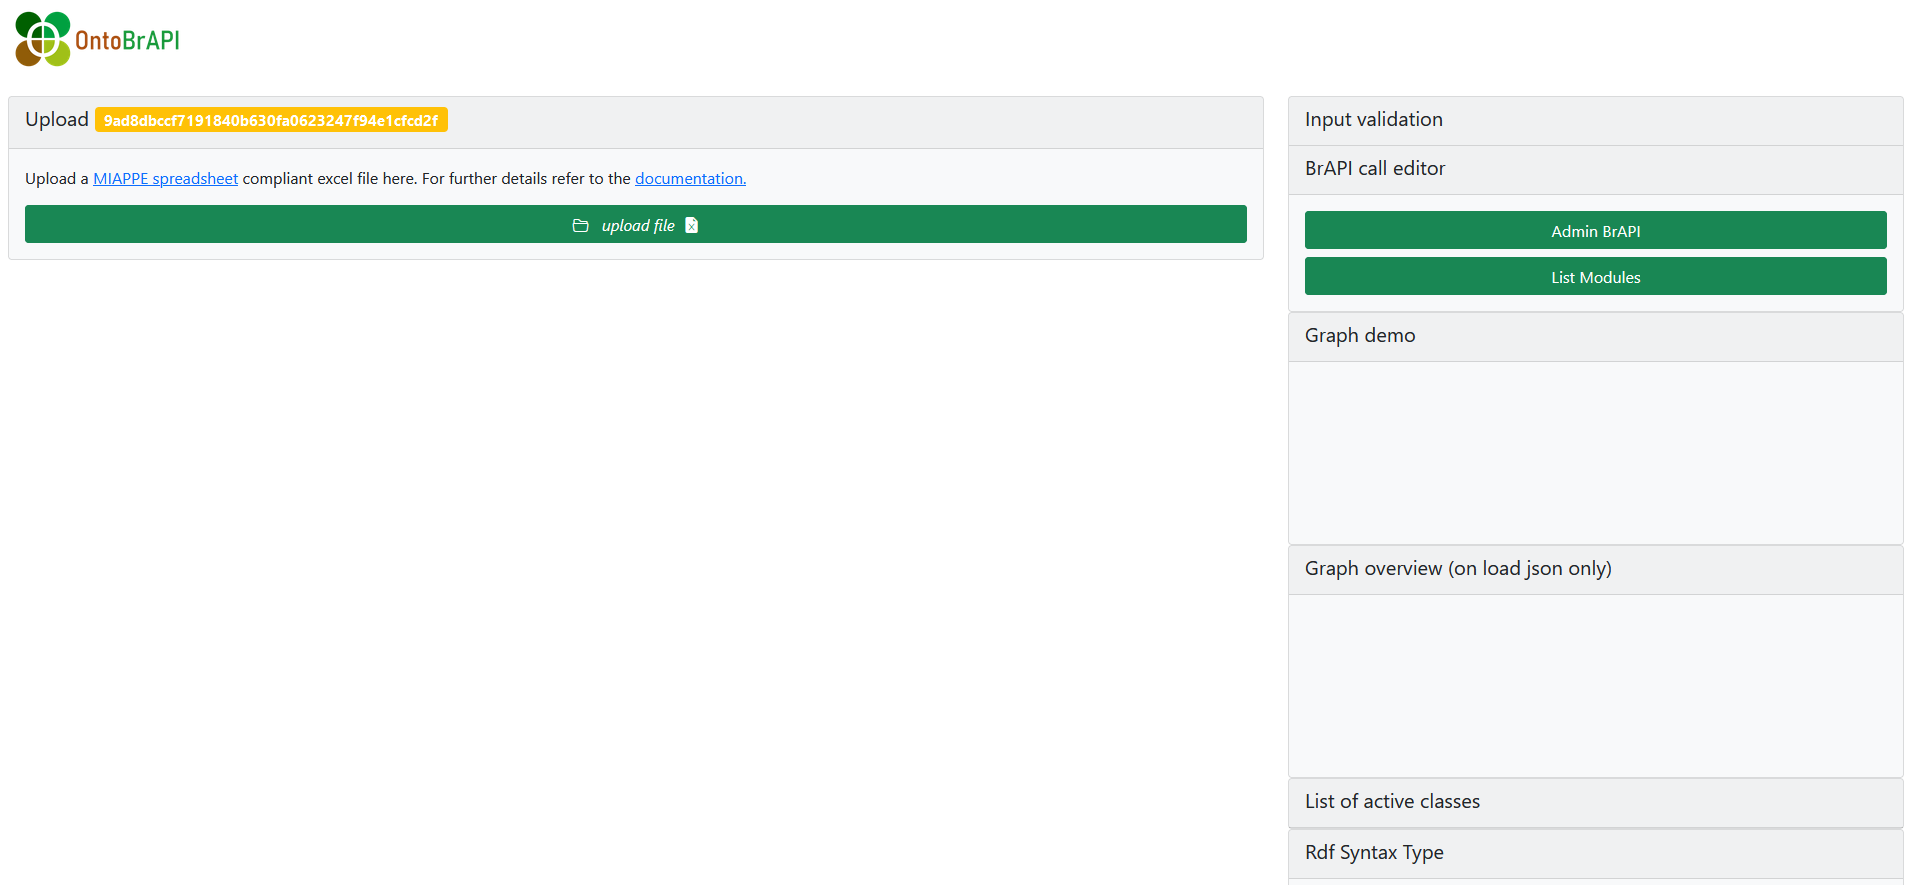 OntoBrAPI
Upload 9ad8dbccf7191840b630fa0623247f94e1cfcd2f
Upload a MIAPPE spreadsheet compliant excel file here. For further details refer to the documentation.
upload file
Input validation
BrAPI call editor
Admin BrAPI
List Modules
Graph demo
Graph overview (on load json only)
List of active classes
Rdf Syntax Type